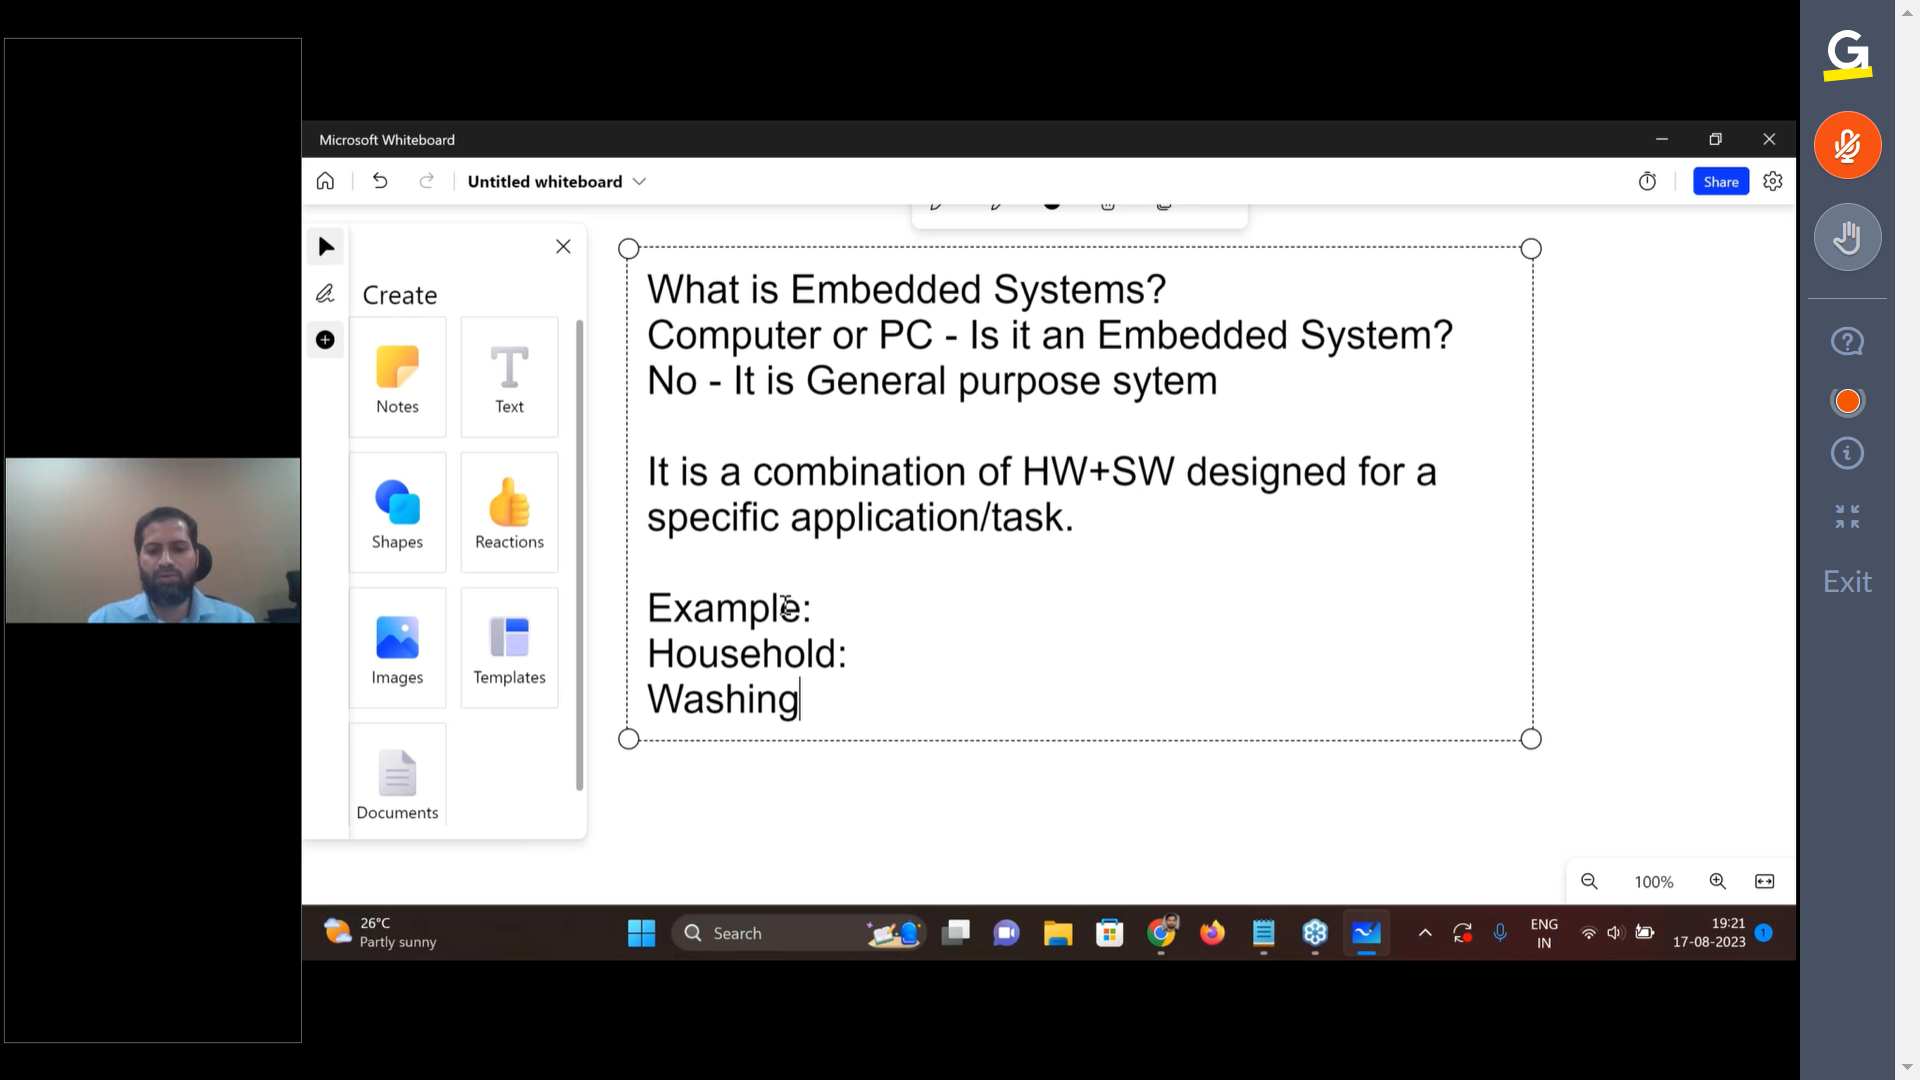 Microsoft Whiteboard
Untitled whiteboard
Share
Create
Notes
Text
Shapes
Reactions
Images
Templates
Documents
What is Embedded Systems?
Computer or PC - Is it an Embedded System?
No - It is General purpose sytem
It is a combination of HW+SW designed for a
specific application/task.
Example:
Household:
Washing
100%
26°C
Partly sunny
Search
ENG
IN
19:21
17-08-2023
1
G
Exit